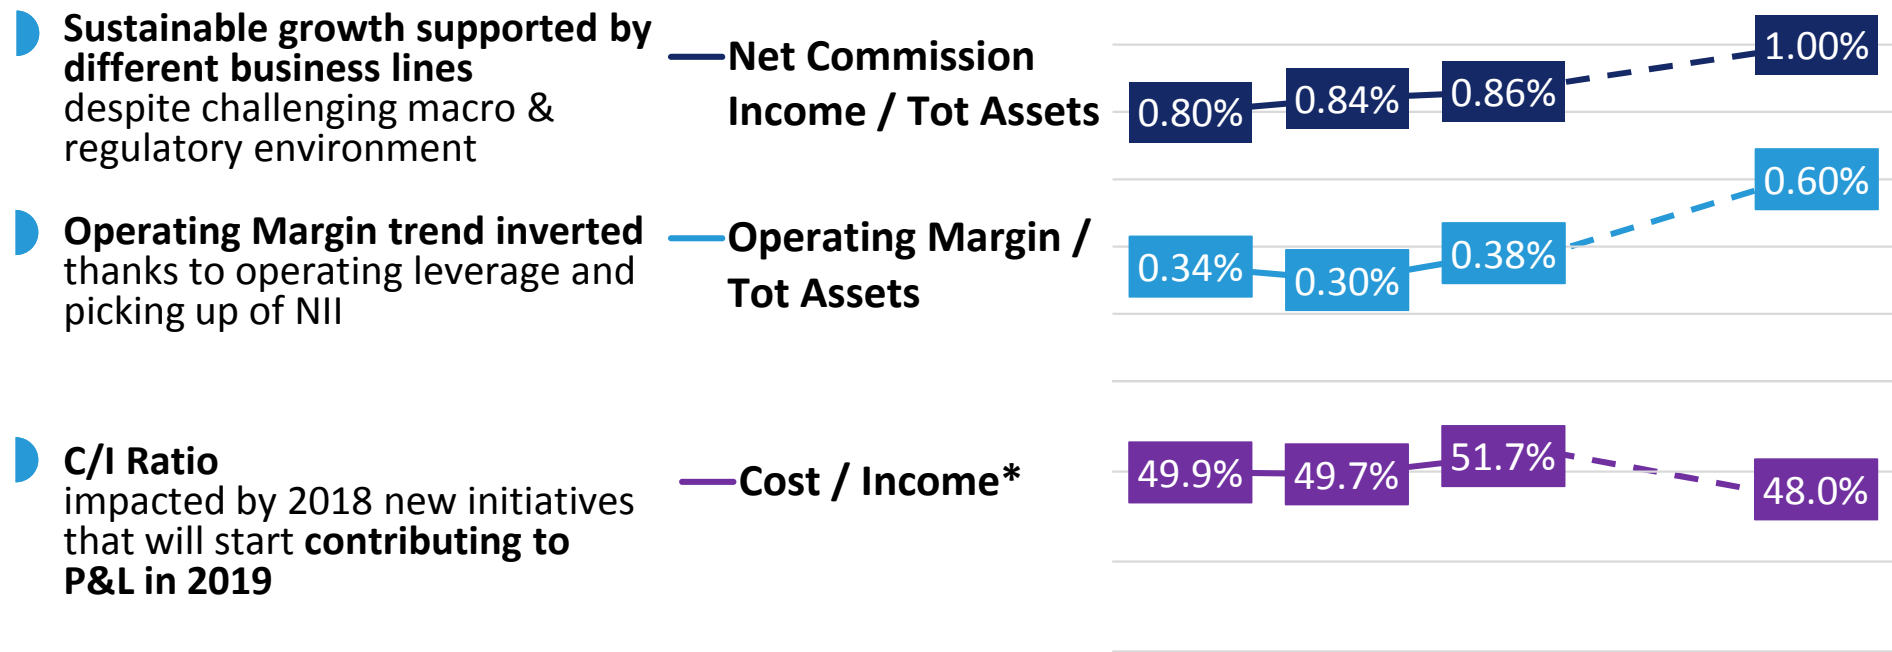 Sustainable growth supported by
different business lines
despite challenging macro &
regulatory environment
Net Commission
Income / Tot Assets
0.80%
0.84%
0.86%
1.00%
Operating Margin trend inverted
thanks to operating leverage and
picking up of NII
Operating Margin /
Tot Assets
0.34%
0.30%
0.38%
0.60%
C/I Ratio
impacted by 2018 new initiatives
that will start contributing to
P&L in 2019
Cost / Income*
49.9%
49.7%
51.7%
48.0%